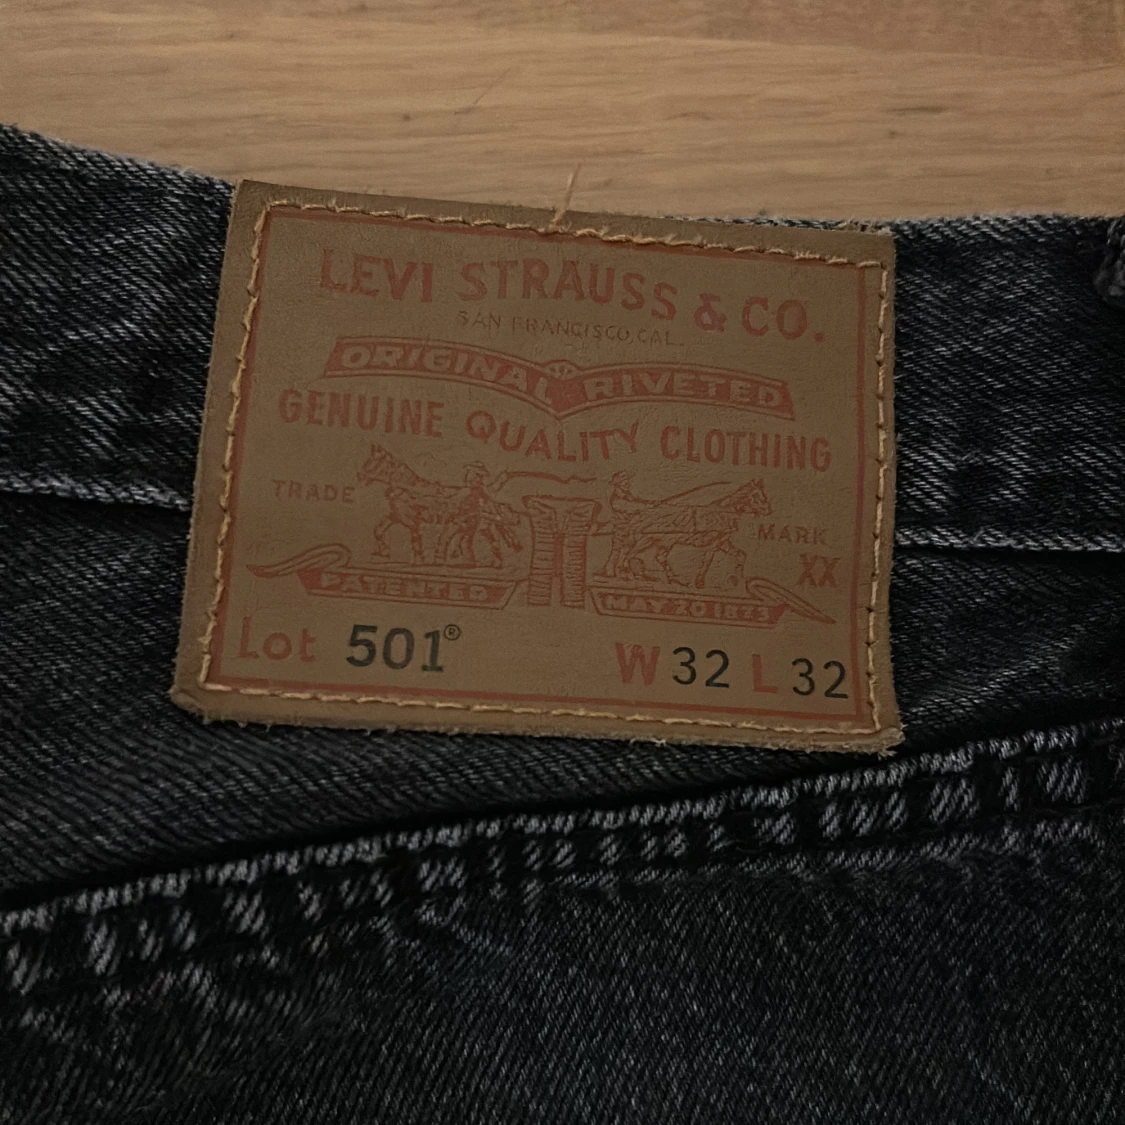 LEVI STRAUSS & CO.
SAN FRANCISCO, CAL.
ORIGINAL RIVETED
GENUINE QUALITY CLOTHING
TRADE MARK
XX
PATENTED MAY 20 1873
Lot 501® W 32 L 32